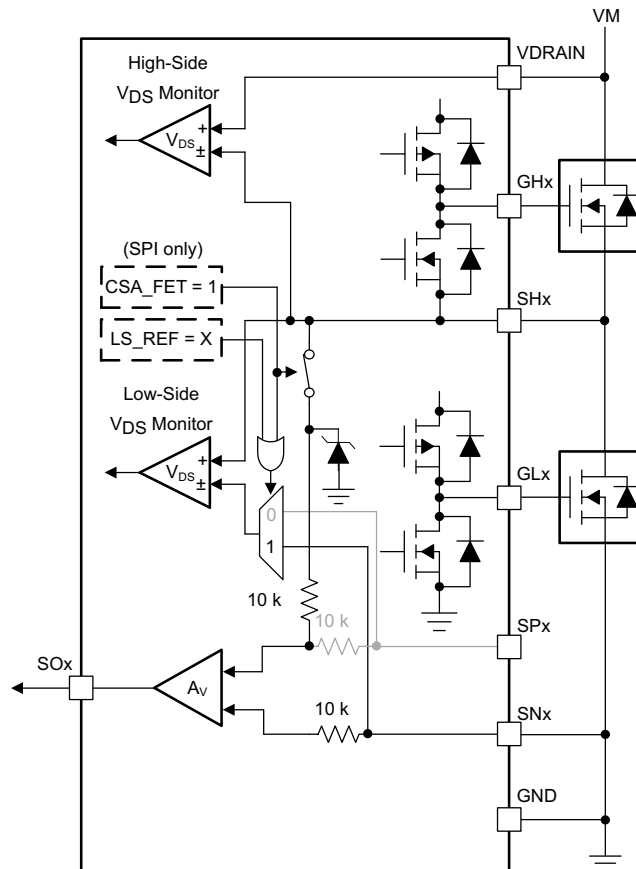 VM
VDRAIN
High-Side
VDS Monitor
+
VDS
±
GHx
(SPI only)
CSA_FET = 1
SHx
LS_REF = X
Low-Side
VDS Monitor
+
VDS
±
GLx
0
1
10 k
10 k
SPx
SOx
AV
10 k
SNx
GND